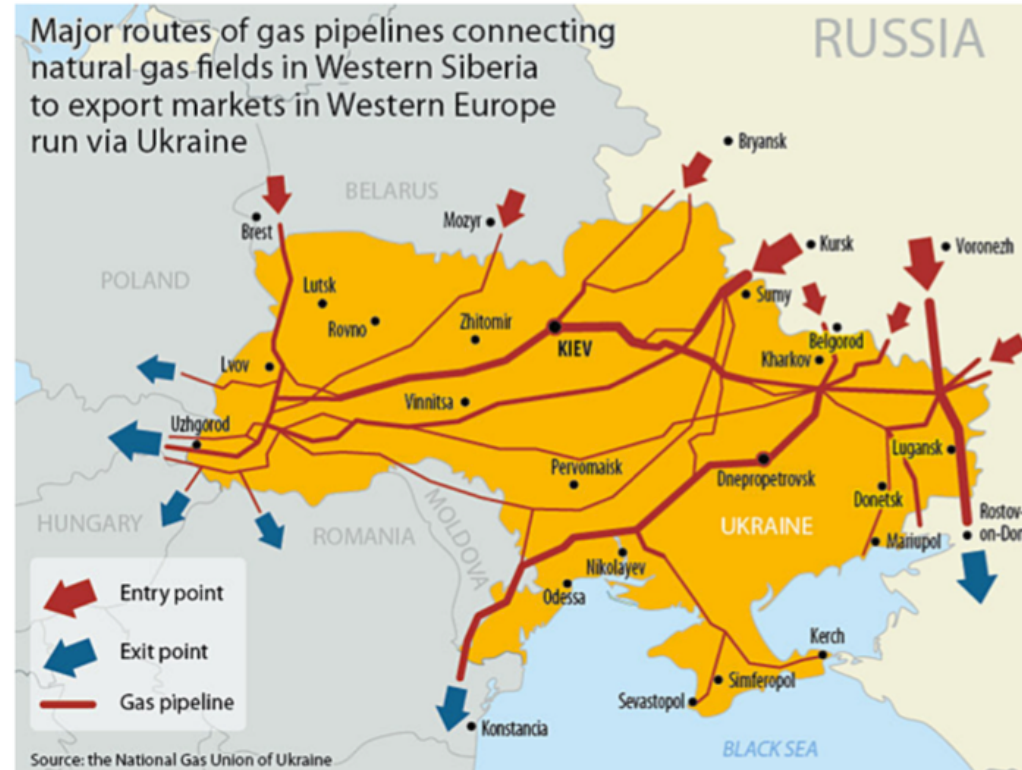 Major routes of gas pipelines connecting
natural gas fields in Western Siberia
to export markets in Western Europe
run via Ukraine
RUSSIA
Bryansk
BELARUS
Mozyr
Brest
Kursk
Voronezh
POLAND
Lutsk
Rovno
Zhitomir
KIEV
Sumy
Belgorod
Kharkov
Lvov
Vinnitsa
Uzhgorod
Lugansk
Pervomaisk
Dnepropetrovsk
Donetsk
HUNGARY
ROMANIA
MOLDOVA
UKRAINE
Mariupol
Rostov-
on-Don
Nikolayev
Odessa
Kerch
Simferopol
Sevastopol
Konstancia
BLACK SEA
Entry point
Exit point
Gas pipeline
Source: the National Gas Union of Ukraine